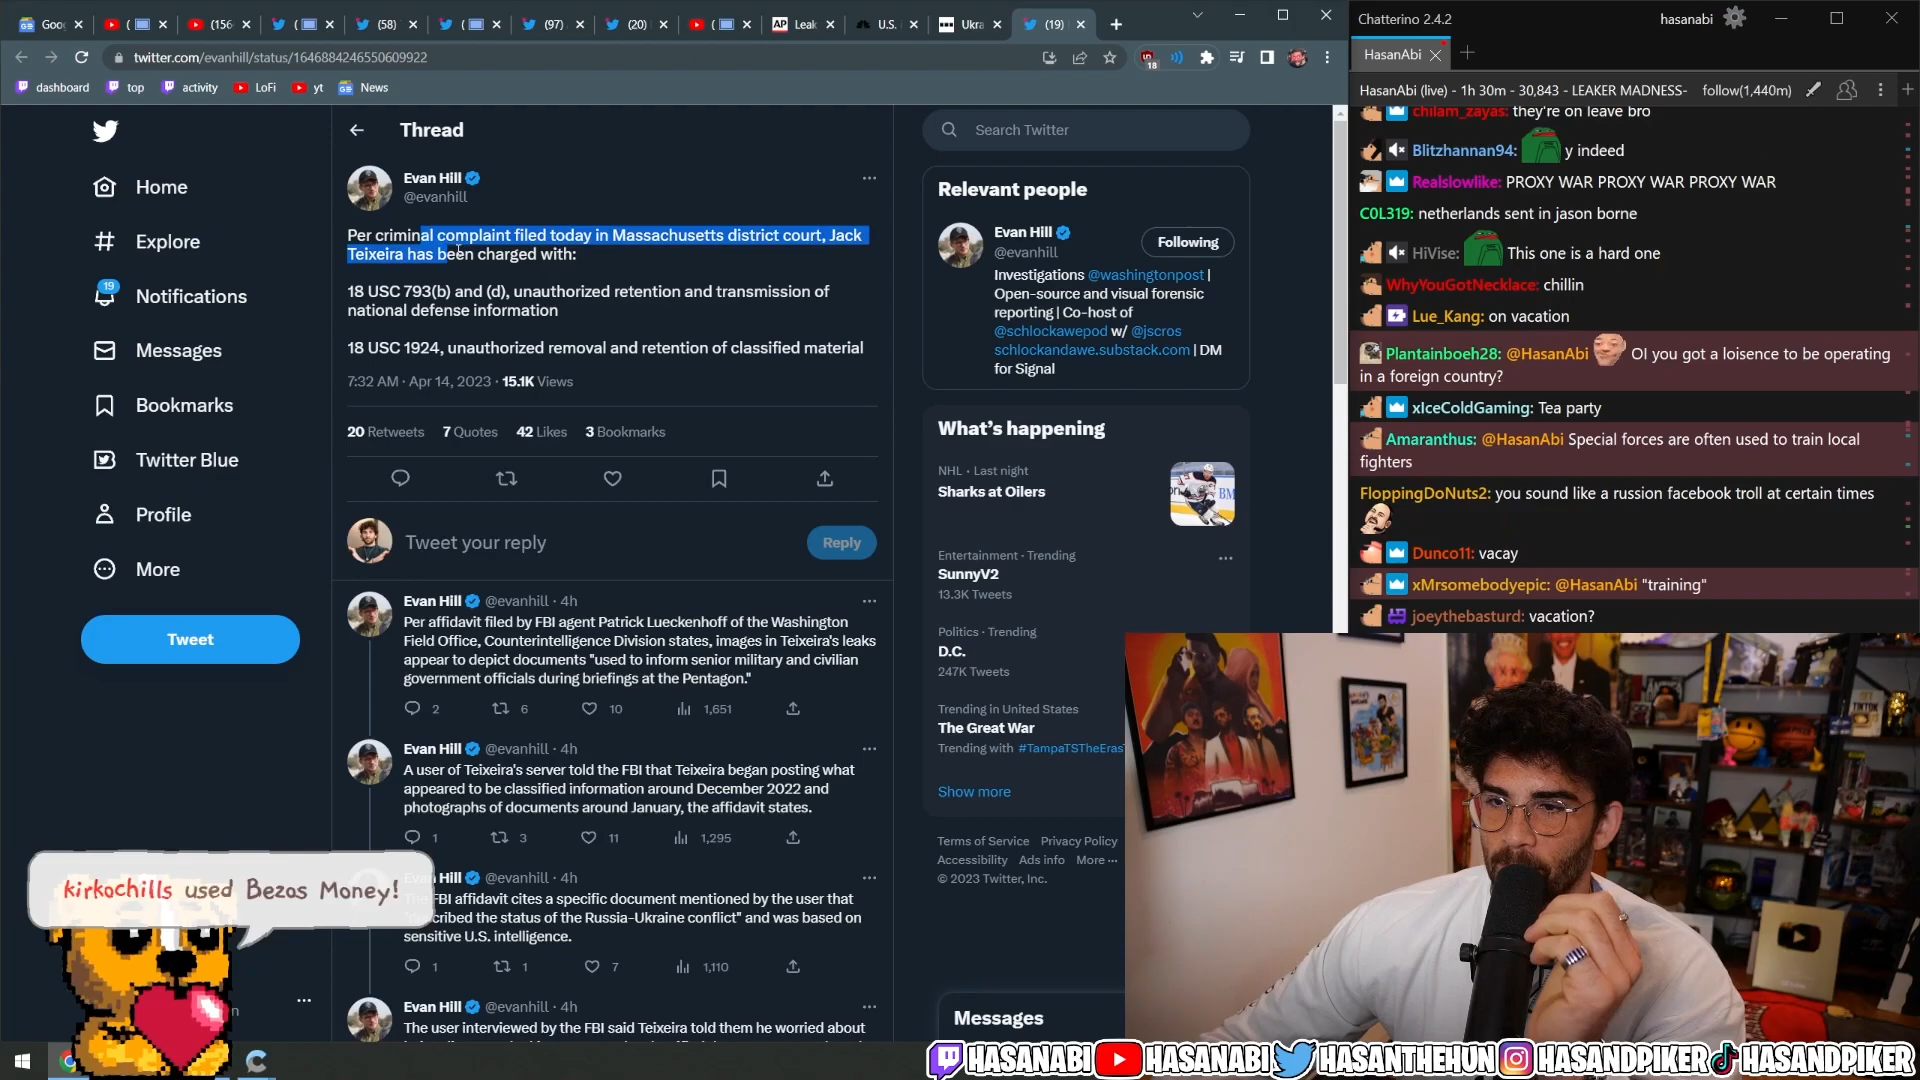 Goo
(
(156
(
(58)
(
(97)
(20)
(
AP
Leak
U.S.
Ukra
(19)
twitter.com/evanhill/status/1646884246550609922
18
dashboard
top
activity
LoFi
yt
News
Home
Explore
19
Notifications
Messages
Bookmarks
Twitter Blue
Profile
More
Tweet
Thread
Evan Hill
@evanhill
Per criminal complaint filed today in Massachusetts district court, Jack
Teixeira has been charged with:
18 USC 793(b) and (d), unauthorized retention and transmission of
national defense information
18 USC 1924, unauthorized removal and retention of classified material
7:32 AM · Apr 14, 2023 · 15.1K Views
20 Retweets 7 Quotes 42 Likes 3 Bookmarks
Tweet your reply
Reply
Evan Hill @evanhill · 4h
Per affidavit filed by FBI agent Patrick Lueckenhoff of the Washington
Field Office, Counterintelligence Division states, images in Teixeira's leaks
appear to depict documents "used to inform senior military and civilian
government officials during briefings at the Pentagon."
2 6 10 1,651
Evan Hill @evanhill · 4h
A user of Teixeira's server told the FBI that Teixeira began posting what
appeared to be classified information around December 2022 and
photographs of documents around January, the affidavit states.
1 3 11 1,295
Hill @evanhill · 4h
FBI affidavit cites a specific document mentioned by the user that
cribed the status of the Russia-Ukraine conflict" and was based on
sensitive U.S. intelligence.
1 1 7 1,110
Evan Hill @evanhill · 4h
The user interviewed by the FBI said Teixeira told them he worried about
kirkochills used Bezos Money!
Search Twitter
Relevant people
Evan Hill
@evanhill
Following
Investigations @washingtonpost |
Open-source and visual forensic
reporting | Co-host of
@schlockawepod w/ @jscros
schlockandawe.substack.com | DM
for Signal
What's happening
NHL · Last night
Sharks at Oilers
Entertainment · Trending
SunnyV2
13.3K Tweets
Politics · Trending
D.C.
247K Tweets
Trending in United States
The Great War
Trending with #TampaTSTheEras
Show more
Terms of Service Privacy Policy
Accessibility Ads info More ···
© 2023 Twitter, Inc.
Messages
Chatterino 2.4.2
hasanabi
HasanAbi
HasanAbi (live) - 1h 30m - 30,843 - LEAKER MADNESS-
follow(1,440m)
chilam_zayas: they're on leave bro
Blitzhannan94: y indeed
Realslowlike: PROXY WAR PROXY WAR PROXY WAR
C0L319: netherlands sent in jason borne
HiVise: This one is a hard one
WhyYouGotNecklace: chillin
Lue_Kang: on vacation
Plantainboeh28: @HasanAbi OI you got a loisence to be operating
in a foreign country?
xIceColdGaming: Tea party
Amaranthus: @HasanAbi Special forces are often used to train local
fighters
FloppingDoNuts2: you sound like a russion facebook troll at certain times
Dunco11: vacay
xMrsomebodyepic: @HasanAbi "training"
joeythebasturd: vacation?
HASANABI HASANABI HASANTHEHUN HASANDPIKER HASANDPIKER